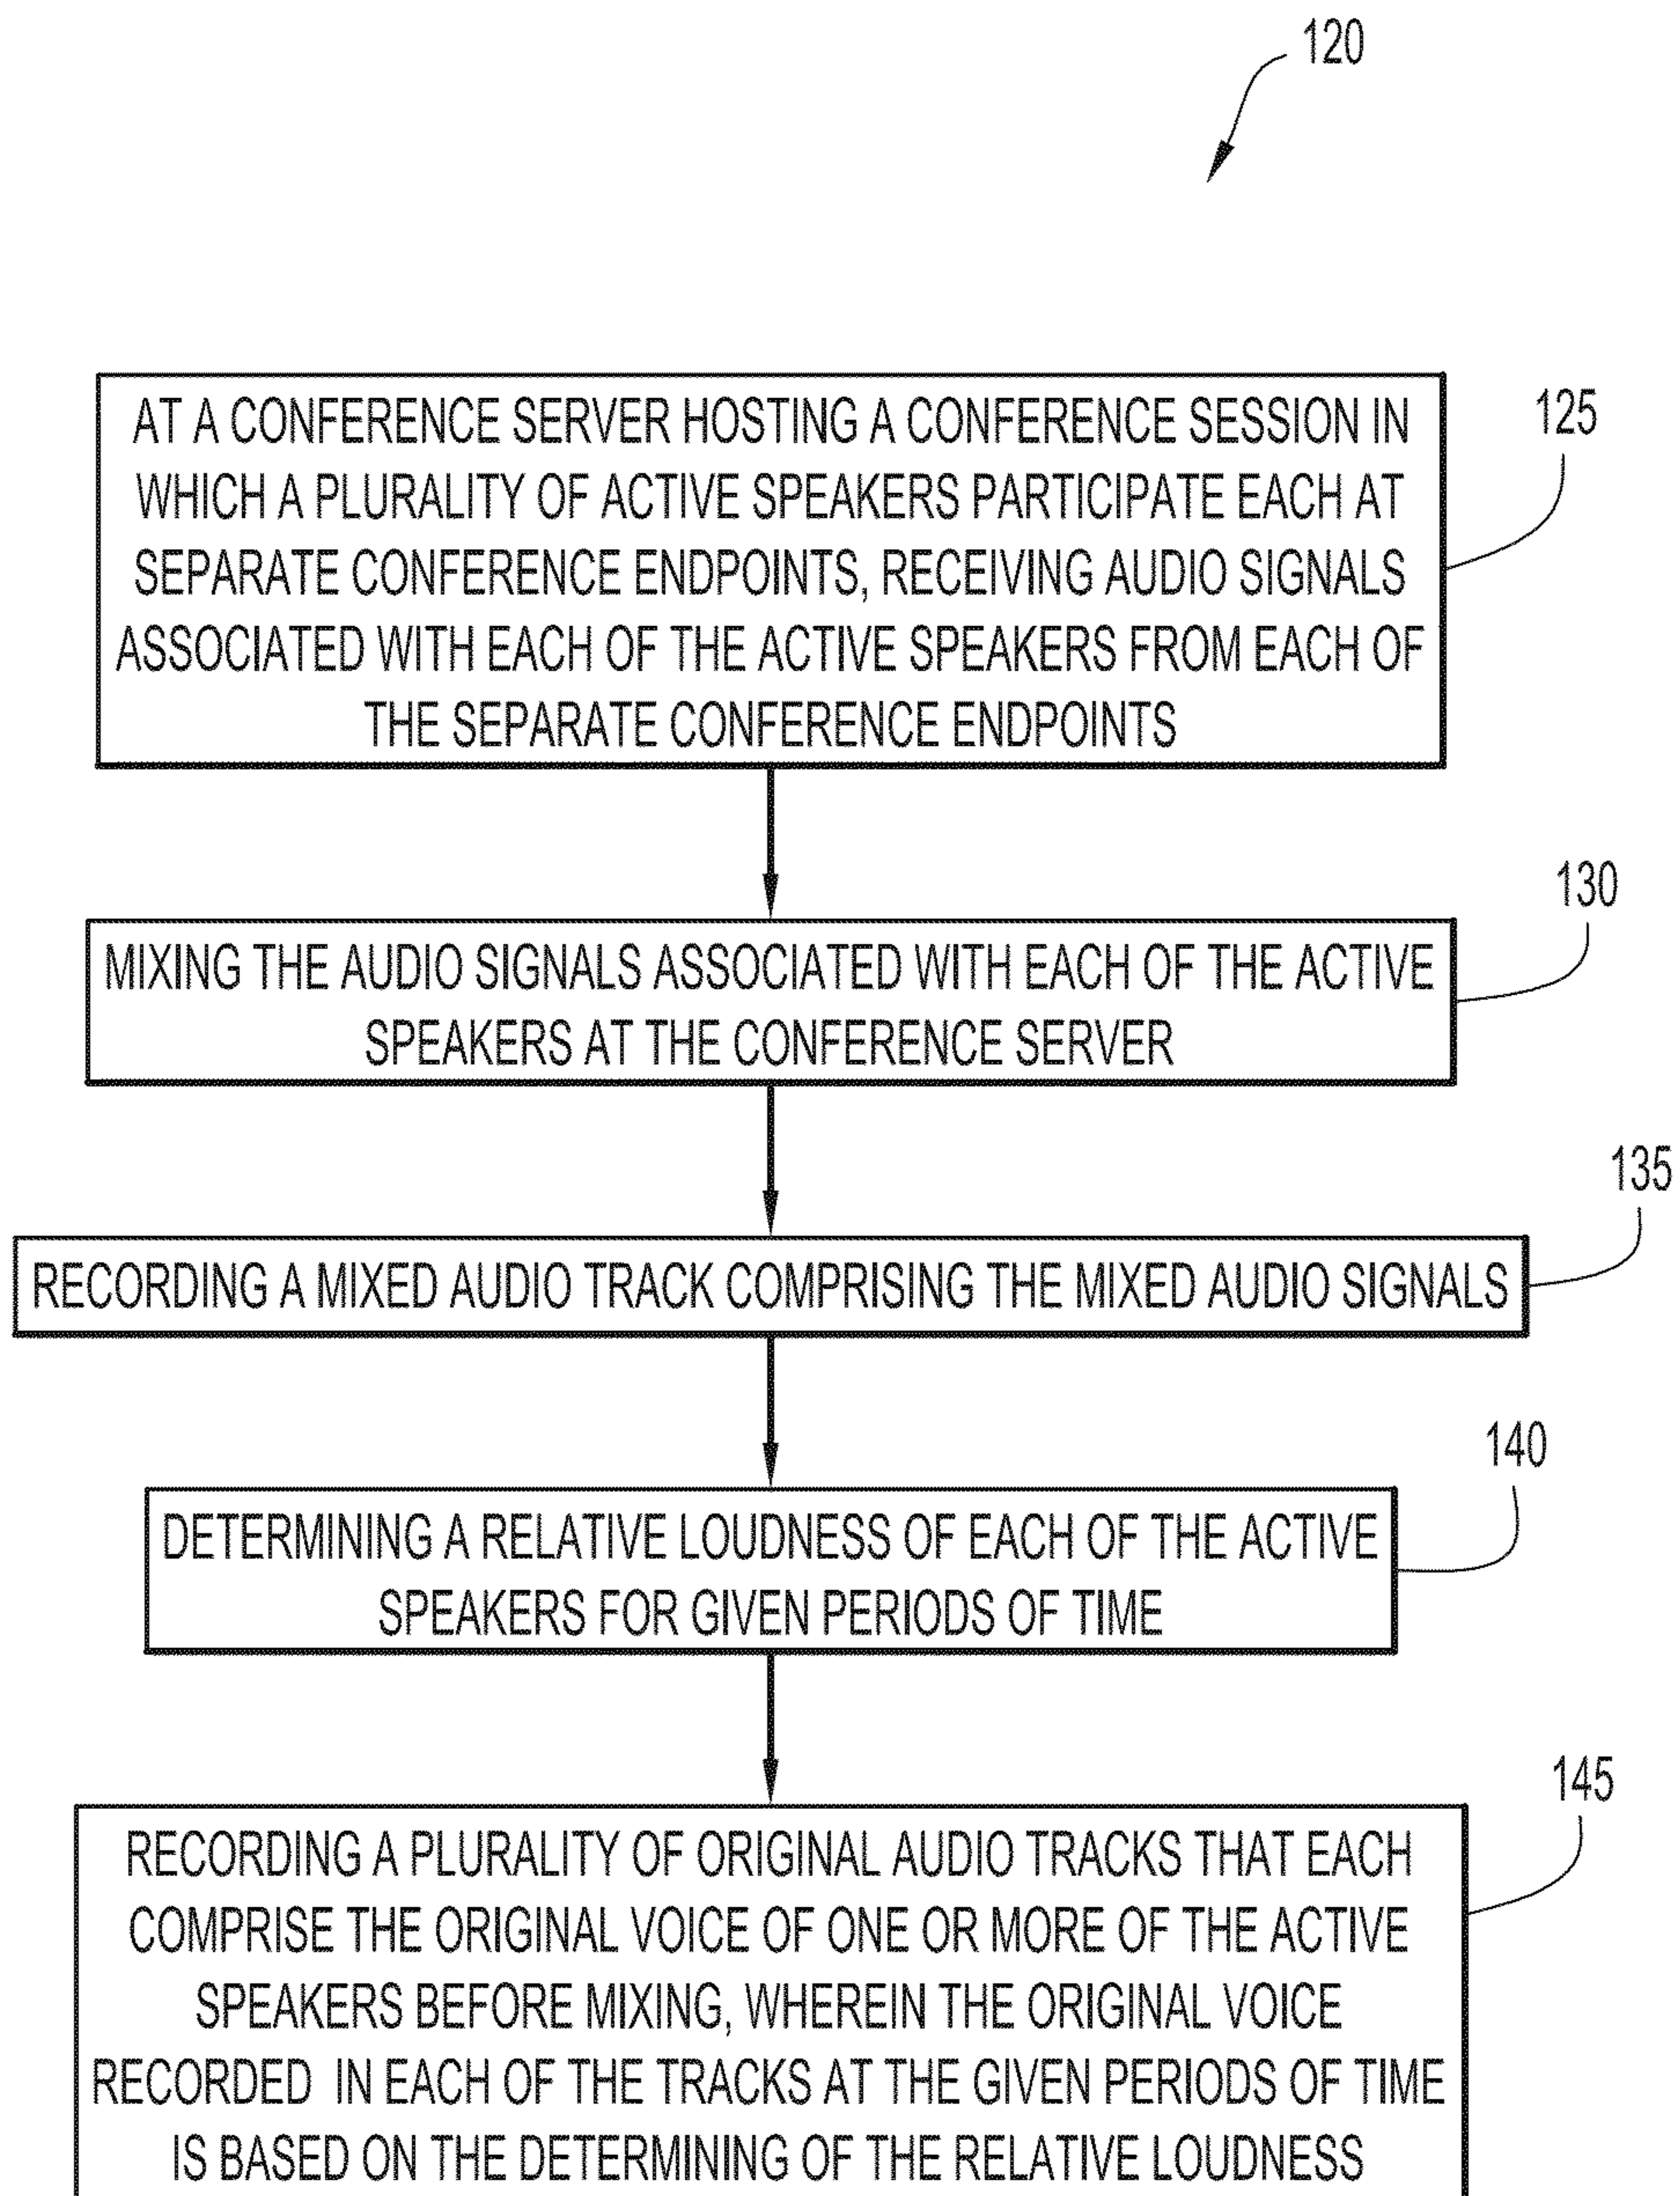 120
AT A CONFERENCE SERVER HOSTING A CONFERENCE SESSION IN
WHICH A PLURALITY OF ACTIVE SPEAKERS PARTICIPATE EACH AT
SEPARATE CONFERENCE ENDPOINTS, RECEIVING AUDIO SIGNALS
ASSOCIATED WITH EACH OF THE ACTIVE SPEAKERS FROM EACH OF
THE SEPARATE CONFERENCE ENDPOINTS
125
MIXING THE AUDIO SIGNALS ASSOCIATED WITH EACH OF THE ACTIVE
SPEAKERS AT THE CONFERENCE SERVER
130
RECORDING A MIXED AUDIO TRACK COMPRISING THE MIXED AUDIO SIGNALS
135
DETERMINING A RELATIVE LOUDNESS OF EACH OF THE ACTIVE
SPEAKERS FOR GIVEN PERIODS OF TIME
140
RECORDING A PLURALITY OF ORIGINAL AUDIO TRACKS THAT EACH
COMPRISE THE ORIGINAL VOICE OF ONE OR MORE OF THE ACTIVE
SPEAKERS BEFORE MIXING, WHEREIN THE ORIGINAL VOICE
RECORDED IN EACH OF THE TRACKS AT THE GIVEN PERIODS OF TIME
IS BASED ON THE DETERMINING OF THE RELATIVE LOUDNESS
145